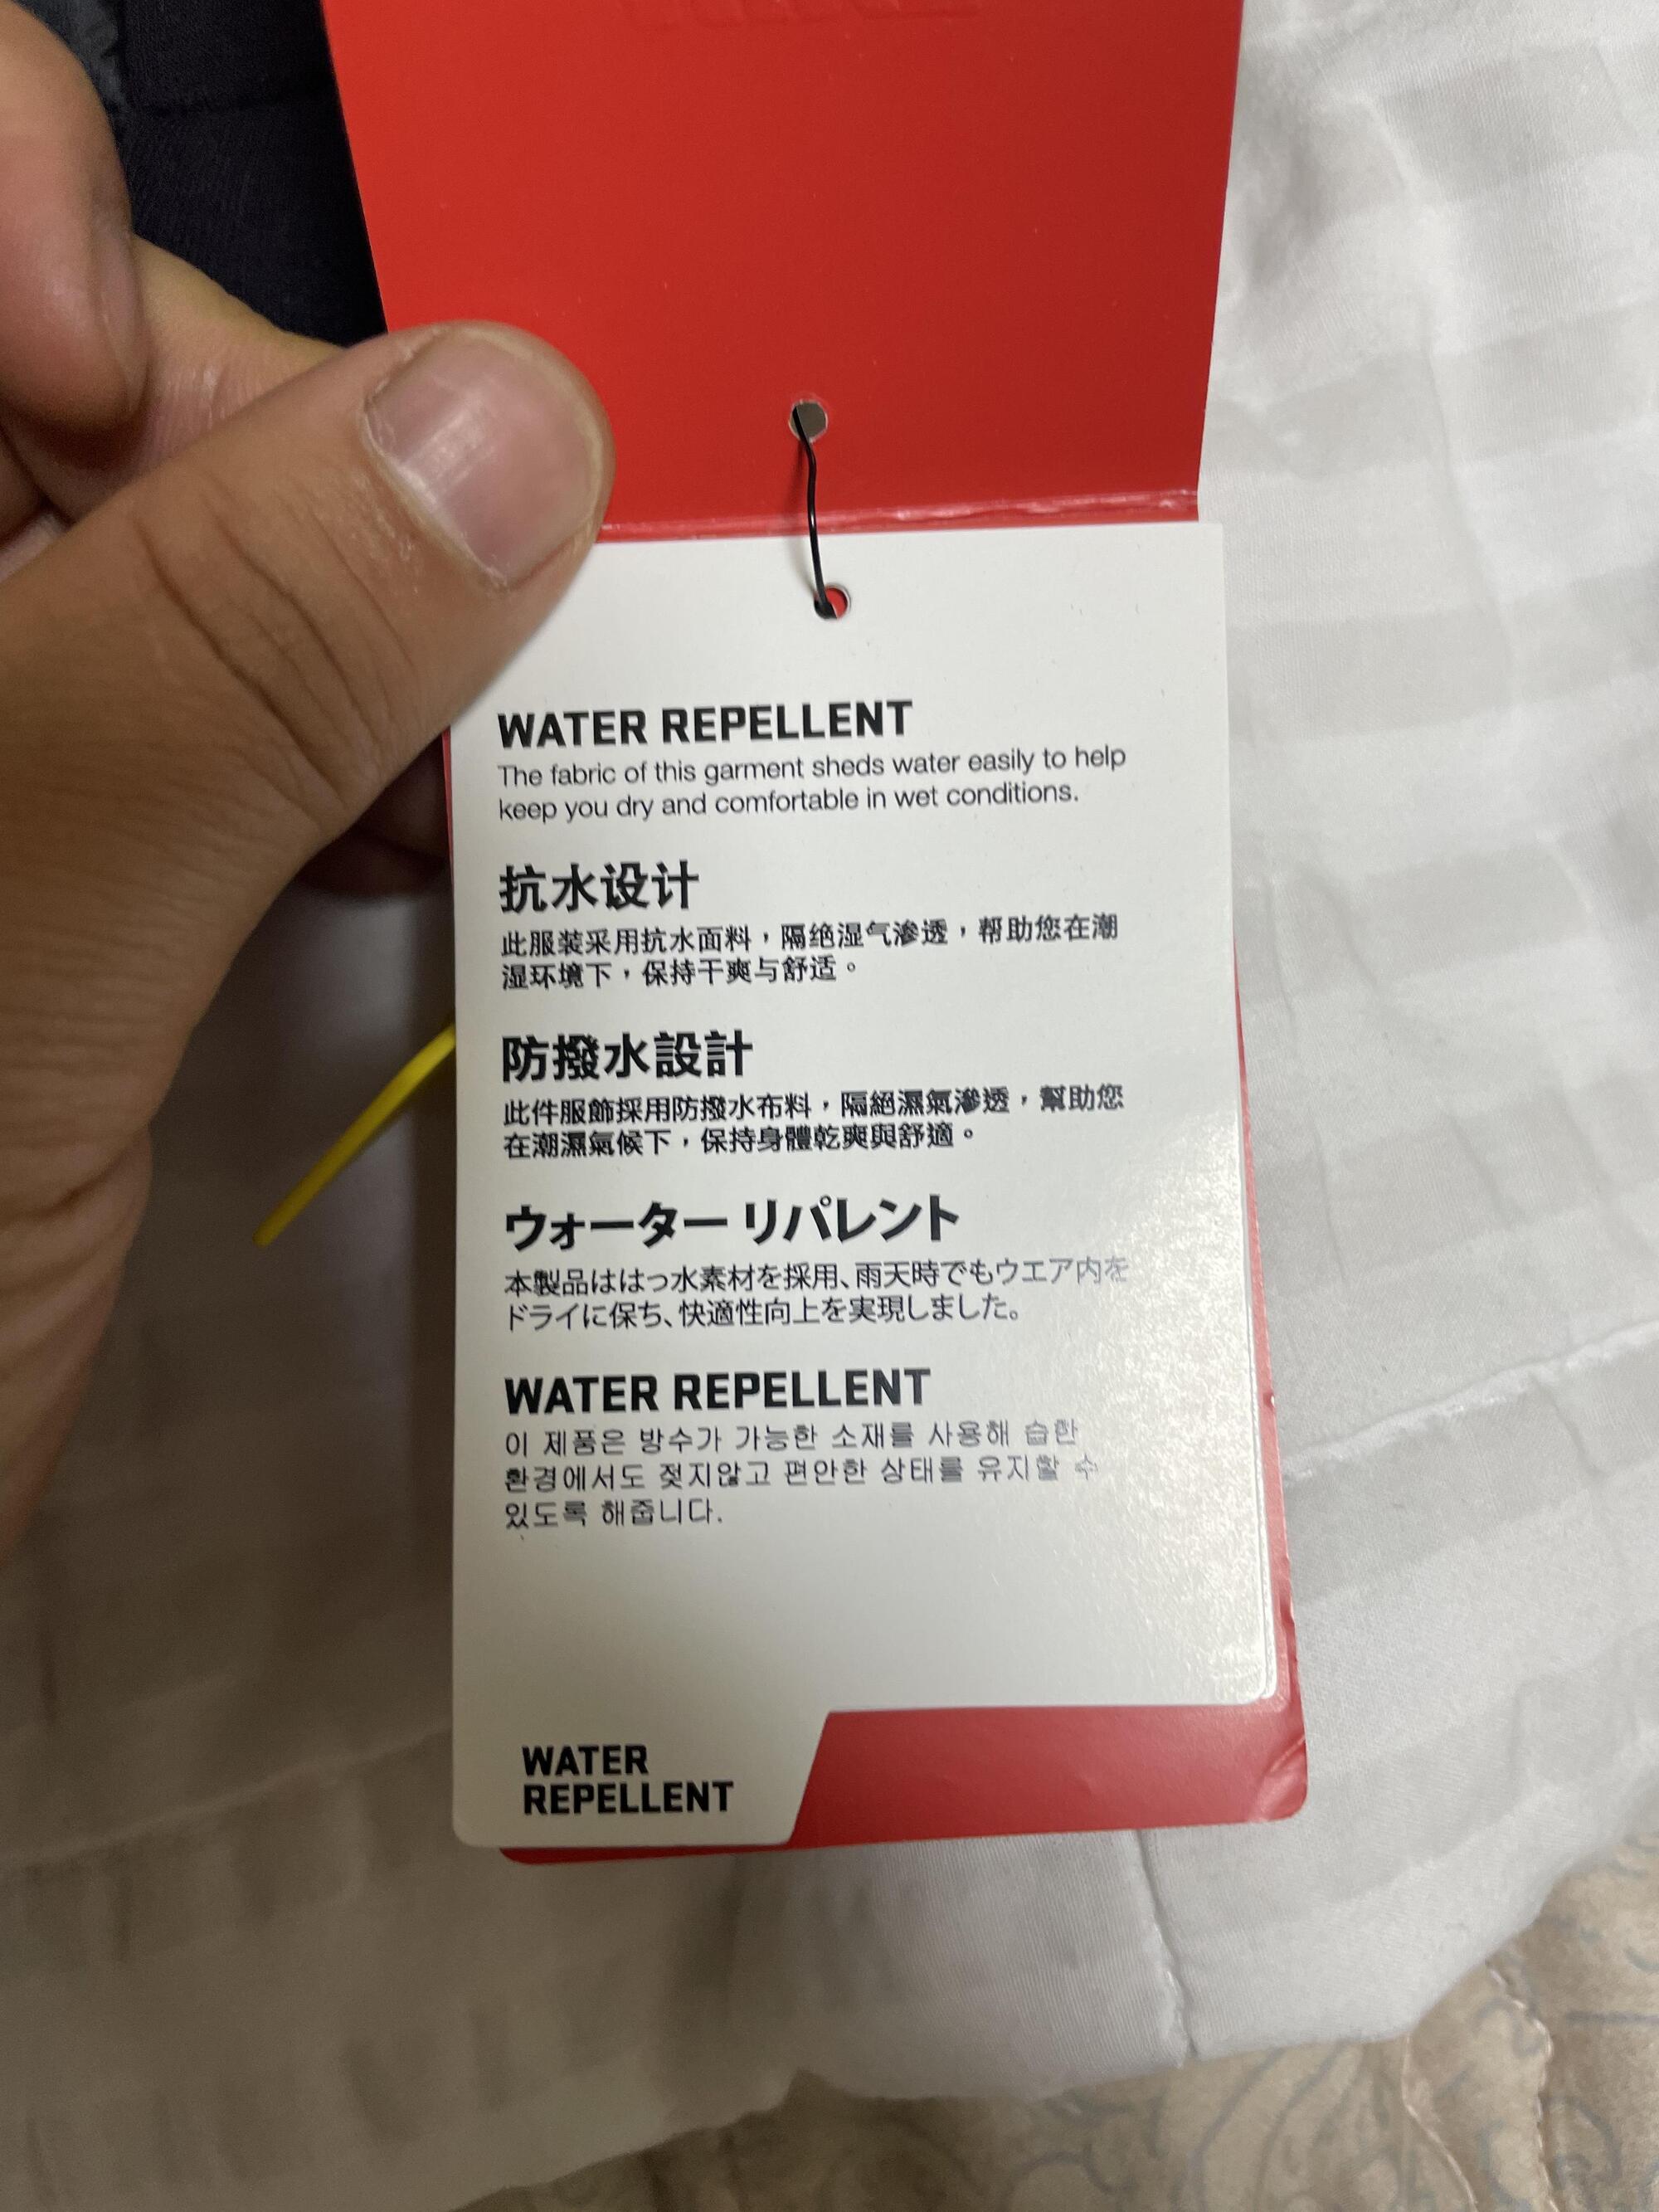 WATER REPELLENT
The fabric of this garment sheds water easily to help
keep you dry and comfortable in wet conditions.
抗水设计
此服装采用抗水面料，隔绝湿气渗透，帮助您在潮
湿环境下，保持干爽与舒适。
防撥水設計
此件服飾採用防撥水布料，隔絕濕氣滲透，幫助您
在潮濕氣候下，保持身體乾爽與舒適。
ウォーター リパレント
本製品ははっ水素材を採用、雨天時でもウエア内を
ドライに保ち、快適性向上を実現しました。
WATER REPELLENT
이 제품은 방수가 가능한 소재를 사용해 습한
환경에서도 젖지않고 편안한 상태를 유지할 수
있도록 해줍니다.
WATER
REPELLENT